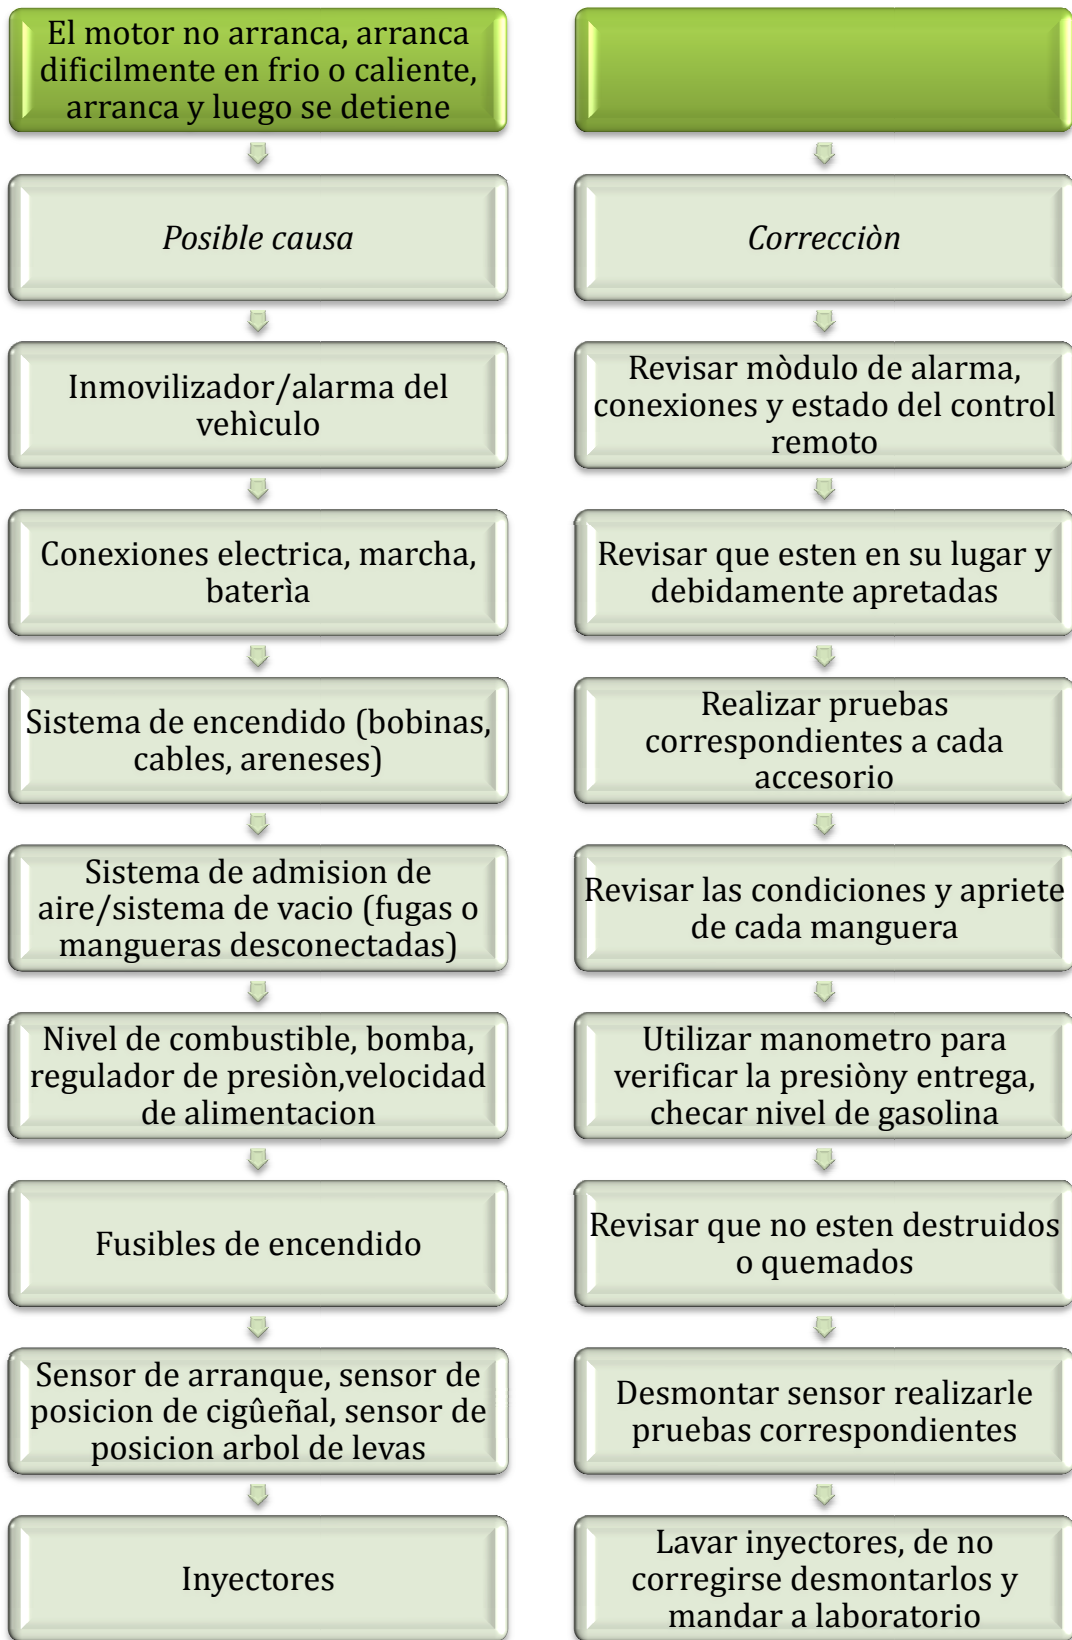 El motor no arranca, arranca
dificilmente en frio o caliente,
arranca y luego se detiene
Posible causa
Correcciòn
Inmovilizador/alarma del
vehìculo
Revisar mòdulo de alarma,
conexiones y estado del control
remoto
Conexiones electrica, marcha,
baterìa
Revisar que esten en su lugar y
debidamente apretadas
Sistema de encendido (bobinas,
cables, areneses)
Realizar pruebas
correspondientes a cada
accesorio
Sistema de admision de
aire/sistema de vacio (fugas o
mangueras desconectadas)
Revisar las condiciones y apriete
de cada manguera
Nivel de combustible, bomba,
regulador de presiòn,velocidad
de alimentacion
Utilizar manometro para
verificar la presiòny entrega,
checar nivel de gasolina
Fusibles de encendido
Revisar que no esten destruidos
o quemados
Sensor de arranque, sensor de
posicion de cigûeñal, sensor de
posicion arbol de levas
Desmontar sensor realizarle
pruebas correspondientes
Inyectores
Lavar inyectores, de no
corregirse desmontarlos y
mandar a laboratorio